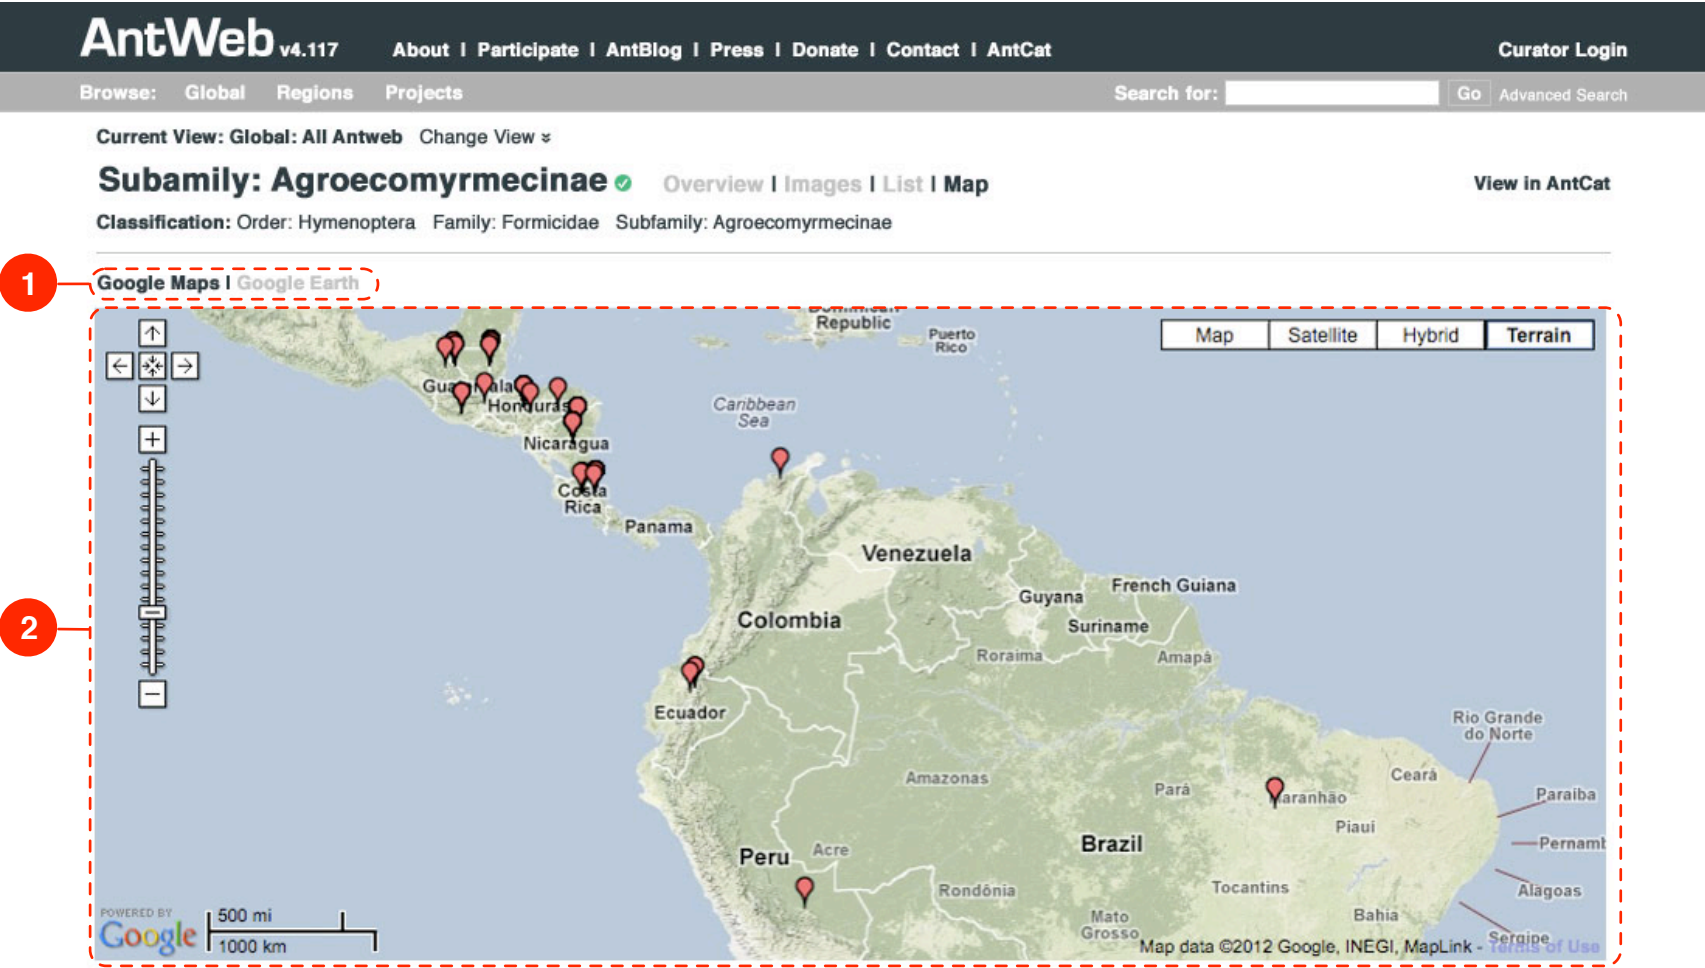 AntWeb v4.117 About | Participate | AntBlog | Press | Donate | Contact | AntCat Curator Login
Browse: Global Regions Projects Search for: Go Advanced Search
Current View: Global: All Antweb Change View
Subamily: Agroecomyrmecinae Overview | Images | List | Map View in AntCat
Classification: Order: Hymenoptera Family: Formicidae Subfamily: Agroecomyrmecinae
1
Google Maps | Google Earth
Republic
Puerto
Rico
Map Satellite Hybrid Terrain
Honduras
Caribbean
Sea
Nicaragua
Costa
Rica
Panama
Venezuela
French Guiana
Guyana
2
Colombia
Suriname
Roraima
Amapá
Ecuador
Rio Grande
do Norte
Amazonas
Pará
Ceará
Paraiba
Piaui
Brazil
Peru
Acre
Alagoas
Tocantins
Rondônia
Bahia
Mato
Grosso
Sergipe
POWERED BY
Google
500 mi
1000 km
Map data ©2012 Google, INEGI, MapLink - Terms of Use